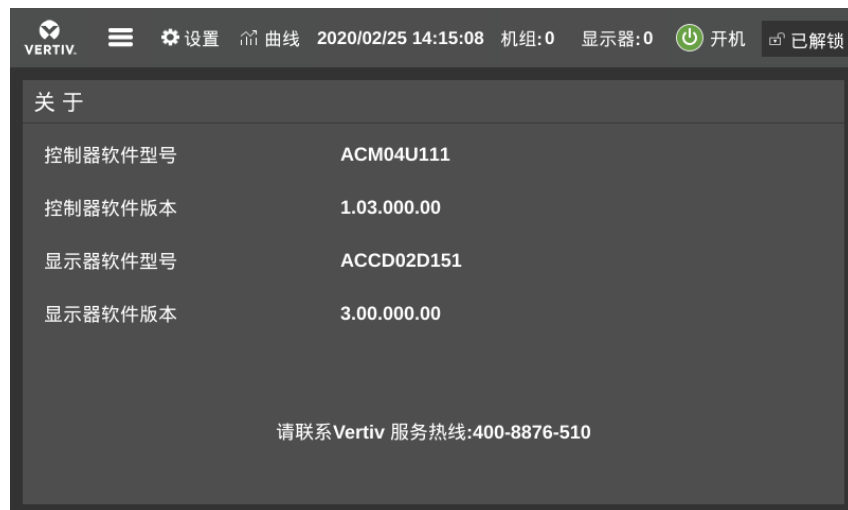 VERTIV. 设置 曲线 2020/02/25 14:15:08 机组:0 显示器:0 开机 已解锁
关于
控制器软件型号 ACM04U111
控制器软件版本 1.03.000.00
显示器软件型号 ACCD02D151
显示器软件版本 3.00.000.00
请联系Vertiv 服务热线:400-8876-510